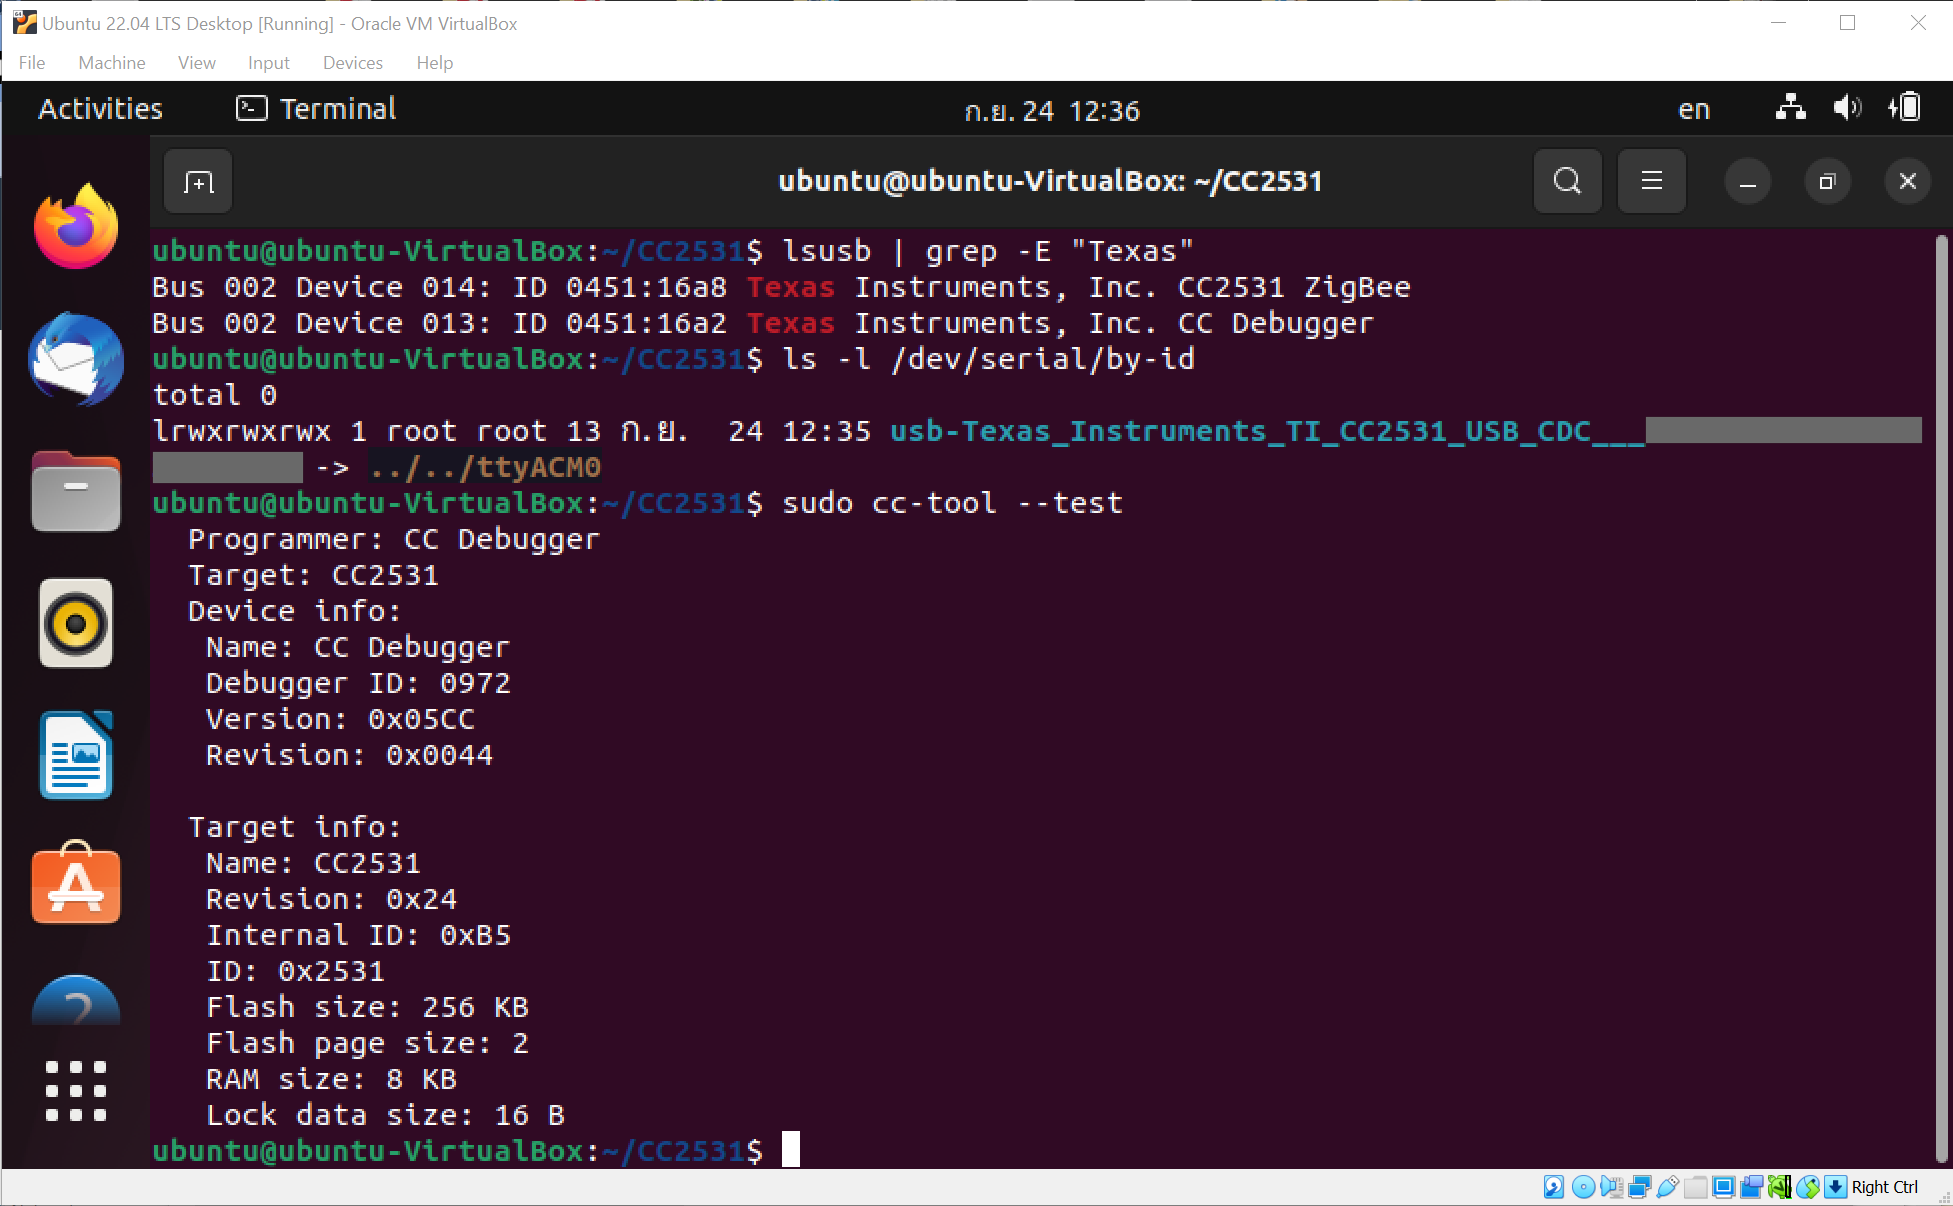 Ubuntu 22.04 LTS Desktop [Running] - Oracle VM VirtualBox
File Machine View Input Devices Help
Activities Terminal ก.ย. 24 12:36 en
ubuntu@ubuntu-VirtualBox: ~/CC2531
ubuntu@ubuntu-VirtualBox:~/CC2531$ lsusb | grep -E "Texas"
Bus 002 Device 014: ID 0451:16a8 Texas Instruments, Inc. CC2531 ZigBee
Bus 002 Device 013: ID 0451:16a2 Texas Instruments, Inc. CC Debugger
ubuntu@ubuntu-VirtualBox:~/CC2531$ ls -l /dev/serial/by-id
total 0
lrwxrwxrwx 1 root root 13 ก.ย.  24 12:35 usb-Texas_Instruments_TI_CC2531_USB_CDC___
-> ../../ttyACM0
ubuntu@ubuntu-VirtualBox:~/CC2531$ sudo cc-tool --test
Programmer: CC Debugger
Target: CC2531
Device info:
Name: CC Debugger
Debugger ID: 0972
Version: 0x05CC
Revision: 0x0044
Target info:
Name: CC2531
Revision: 0x24
Internal ID: 0xB5
ID: 0x2531
Flash size: 256 KB
Flash page size: 2
RAM size: 8 KB
Lock data size: 16 B
ubuntu@ubuntu-VirtualBox:~/CC2531$
Right Ctrl